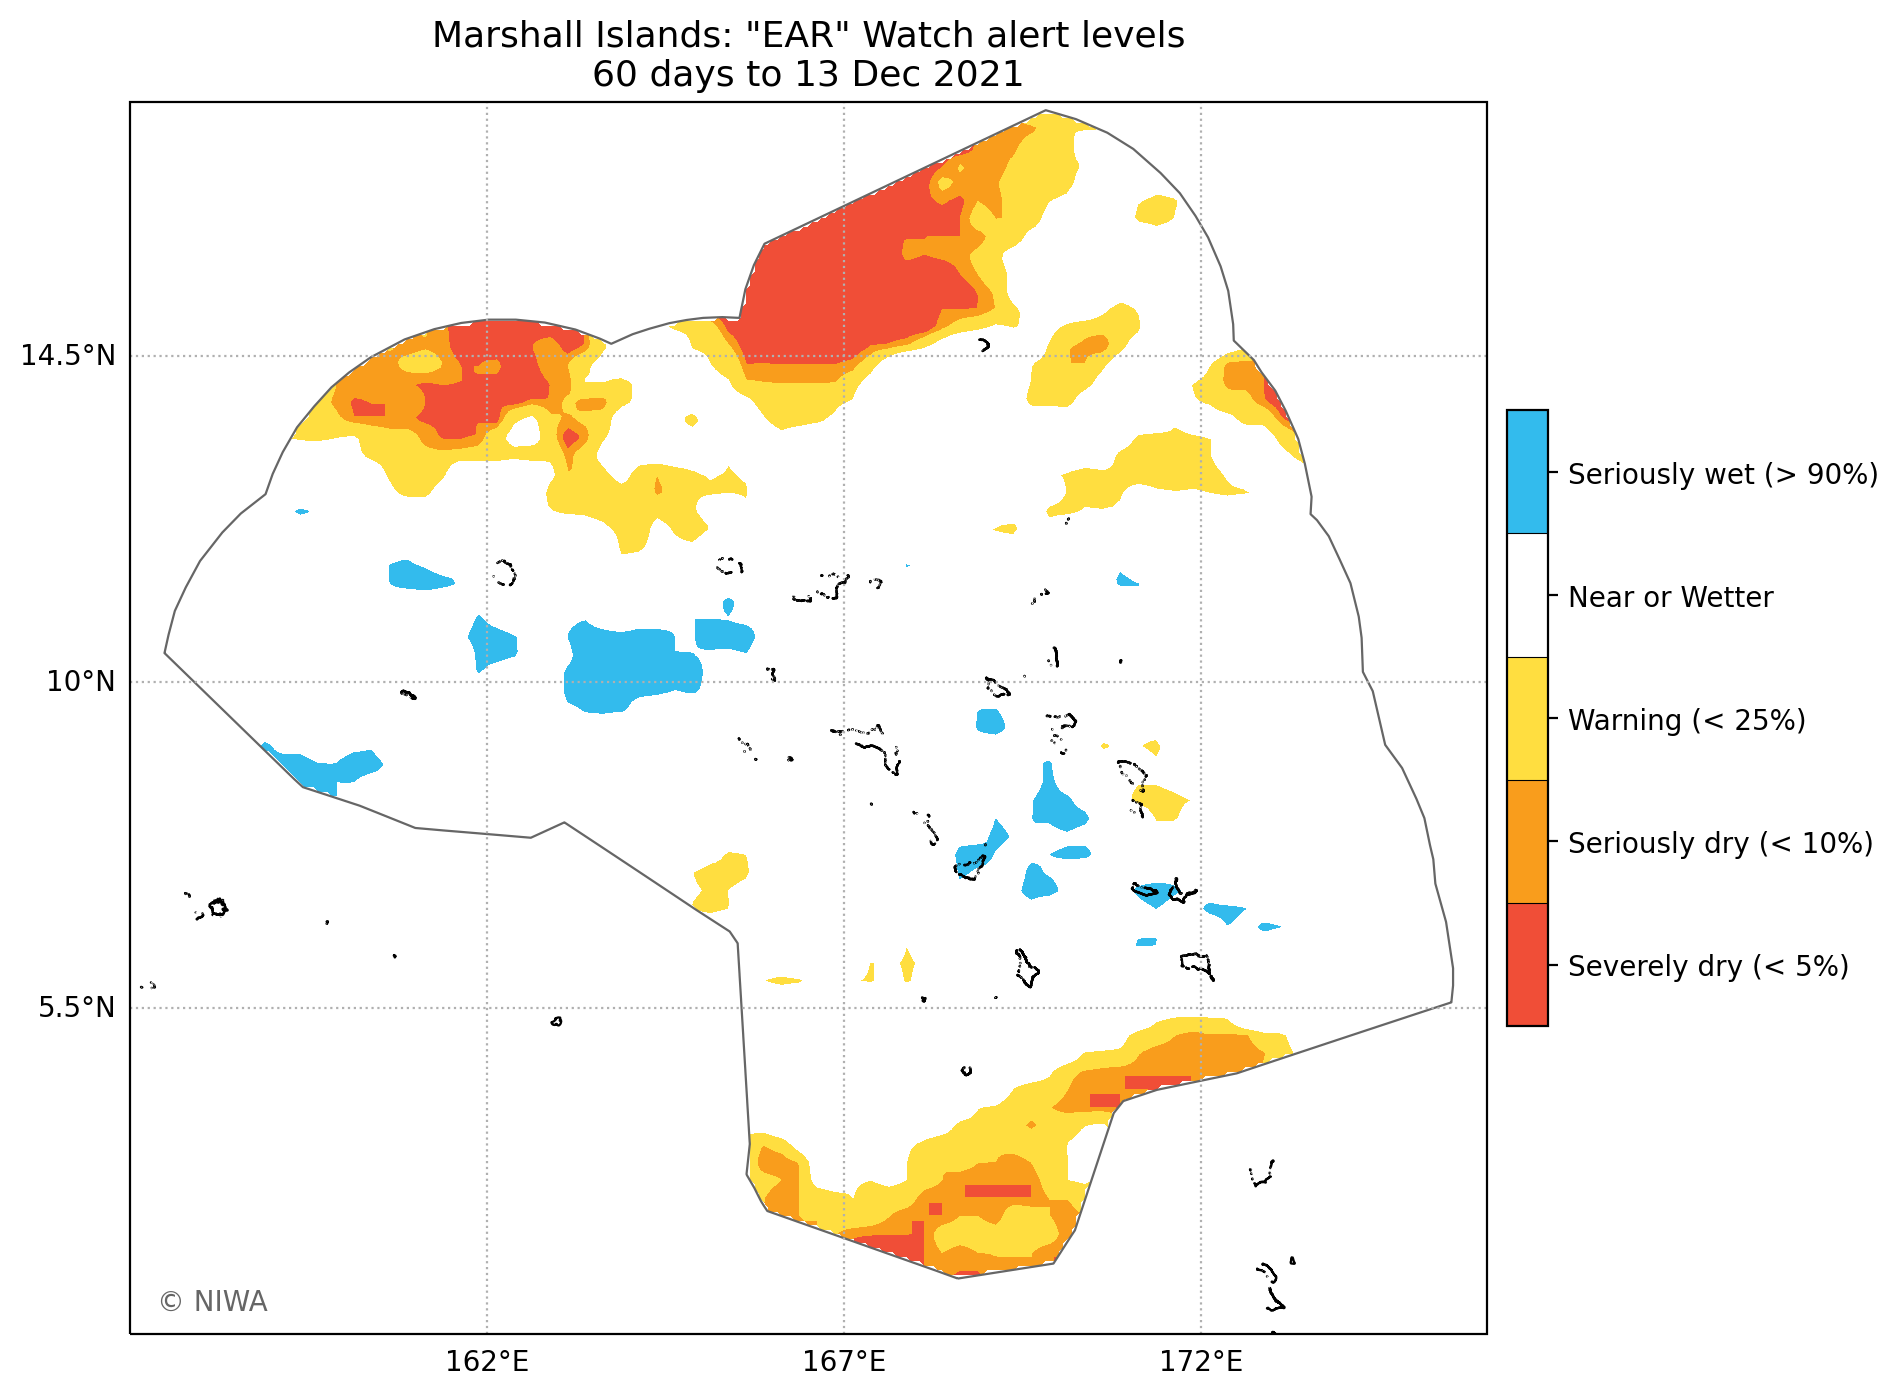 Marshall Islands: "EAR" Watch alert levels
60 days to 13 Dec 2021
14.5°N
10°N
5.5°N
162°E
167°E
172°E
Seriously wet (> 90%)
Near or Wetter
Warning (< 25%)
Seriously dry (< 10%)
Severely dry (< 5%)
© NIWA